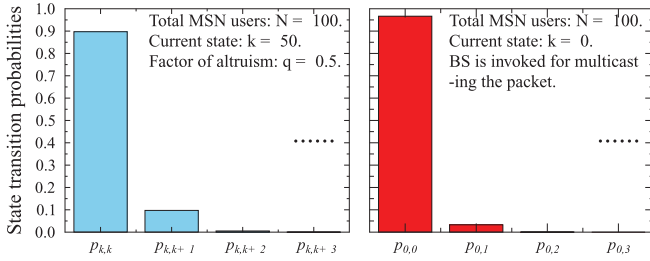 State transition probabilities
1.0
0.9
0.8
0.7
0.6
0.5
0.4
0.3
0.2
0.1
0.0
Total MSN users: N = 100.
Current state: k = 50.
Factor of altruism: q = 0.5.
......
p_{k,k} p_{k,k+ 1} p_{k,k+ 2} p_{k,k+ 3}
Total MSN users: N = 100.
Current state: k = 0.
BS is invoked for multicast
-ing the packet.
......
p_{0,0} p_{0,1} p_{0,2} p_{0,3}